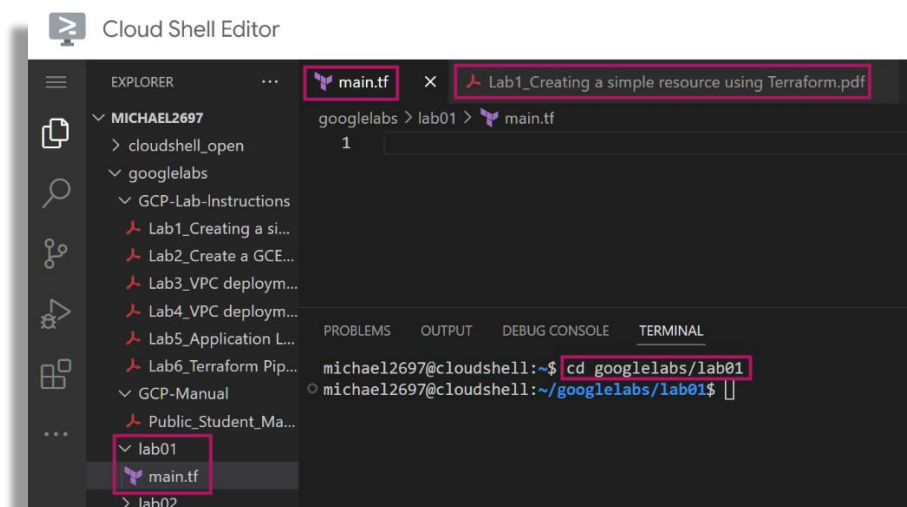 Cloud Shell Editor
EXPLORER ...
MICHAEL2697
> cloudshell_open
googlelabs
GCP-Lab-Instructions
Lab1_Creating a si...
Lab2_Create a GCE...
Lab3_VPC deploym...
Lab4_VPC deploym...
Lab5_Application L...
Lab6_Terraform Pip...
GCP-Manual
Public_Student_Ma...
lab01
main.tf
> lab02
main.tf
Lab1_Creating a simple resource using Terraform.pdf
googlelabs > lab01 > main.tf
1
PROBLEMS OUTPUT DEBUG CONSOLE TERMINAL
michael2697@cloudshell:~$ cd googlelabs/lab01
michael2697@cloudshell:~/googlelabs/lab01$